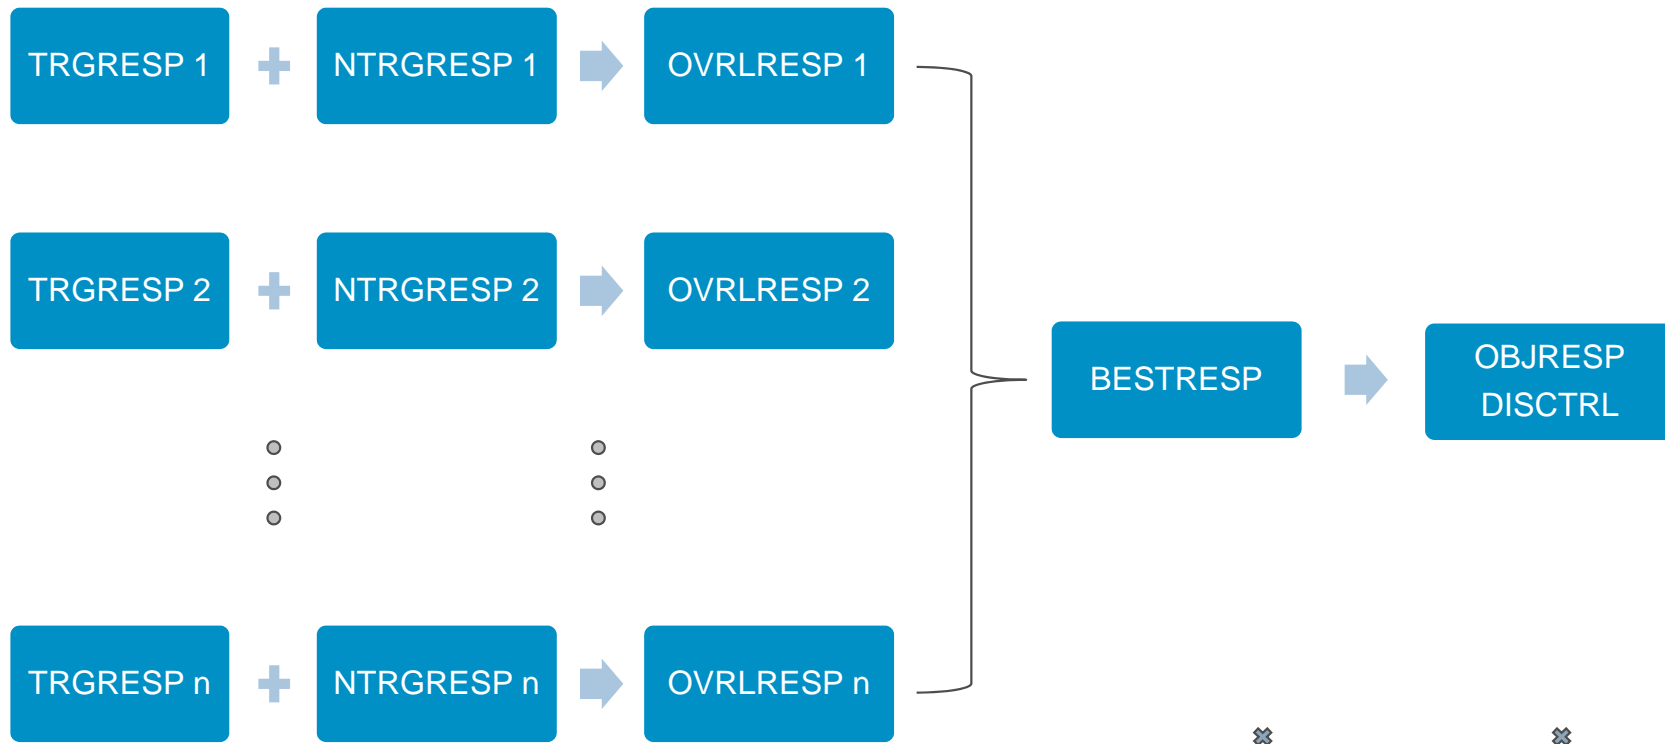 TRGRESP 1
NTRGRESP 1
OVRLRESP 1
TRGRESP 2
NTRGRESP 2
OVRLRESP 2
BESTRESP
OBJRESP
DISCTRL
TRGRESP n
NTRGRESP n
OVRLRESP n